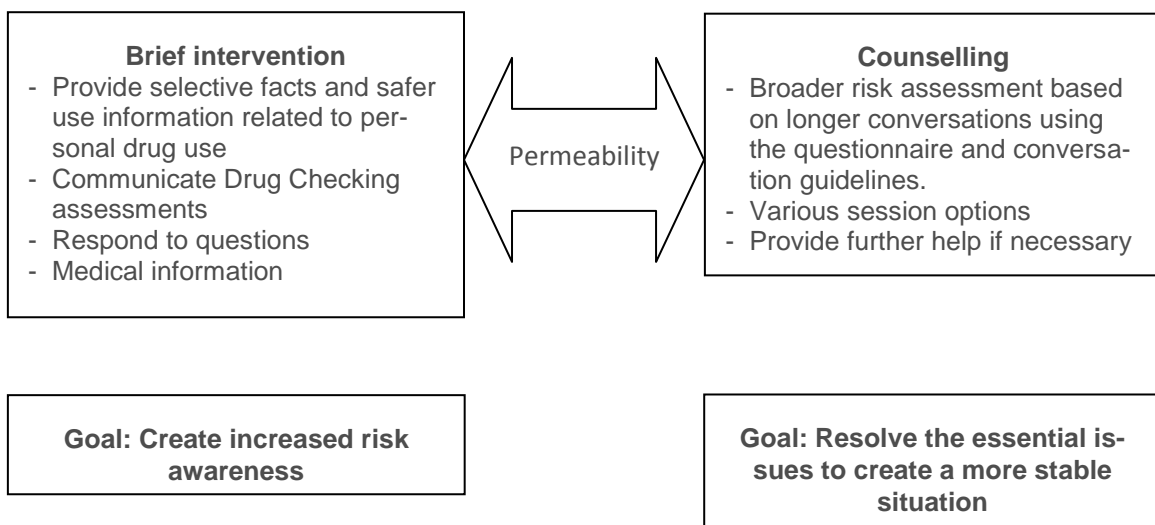 Brief intervention
- Provide selective facts and safer
use information related to per-
sonal drug use
- Communicate Drug Checking
assessments
- Respond to questions
- Medical information
Permeability
Counselling
- Broader risk assessment based
on longer conversations using
the questionnaire and conversa-
tion guidelines.
- Various session options
- Provide further help if necessary
Goal: Create increased risk
awareness
Goal: Resolve the essential is-
sues to create a more stable
situation